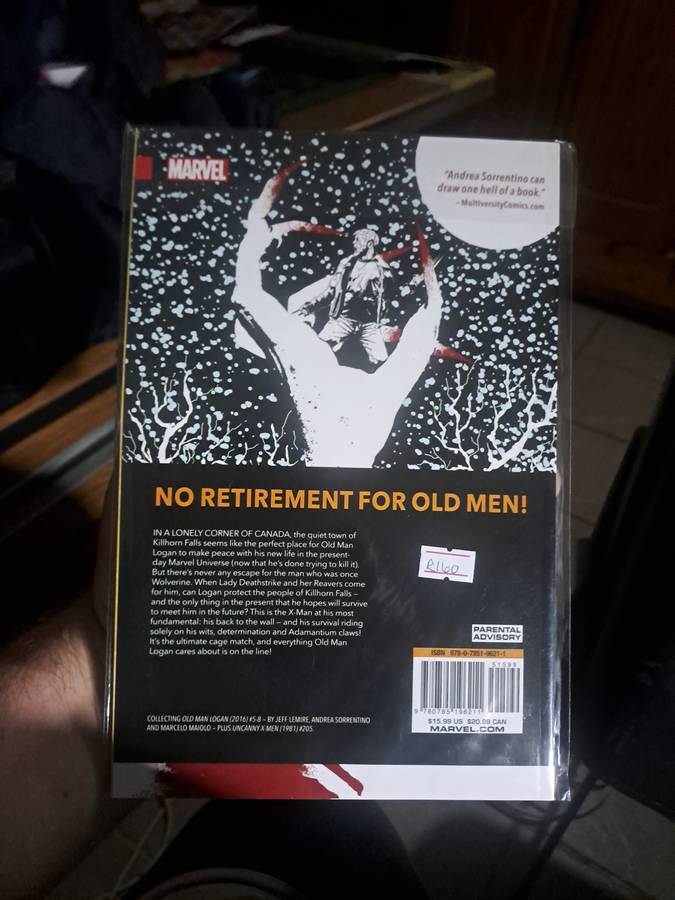 MARVEL
"Andrea Sorrentino can
draw one hell of a book."
– MultiversityComics.com
NO RETIREMENT FOR OLD MEN!
IN A LONELY CORNER OF CANADA, the quiet town of
Killhorn Falls seems like the perfect place for Old Man
Logan to make peace with his new life in the present-
day Marvel Universe (now that he's done trying to kill it).
But there's never any escape for the man who was once
Wolverine. When Lady Deathstrike and her Reavers come
for him, can Logan protect the people of Killhorn Falls –
and the only thing in the present that he hopes will survive
to meet him in the future? This is the X-Man at his most
fundamental: his back to the wall – and his survival riding
solely on his wits, determination and Adamantium claws!
It's the ultimate cage match, and everything Old Man
Logan cares about is on the line!
R160
PARENTAL
ADVISORY
ISBN 978-0-7851-9621-1
51599
9 780785 196211
$15.99 US $20.99 CAN
MARVEL.COM
COLLECTING OLD MAN LOGAN (2016) #5-8 – BY JEFF LEMIRE, ANDREA SORRENTINO
AND MARCELO MAIOLO – PLUS UNCANNY X-MEN (1981) #205.